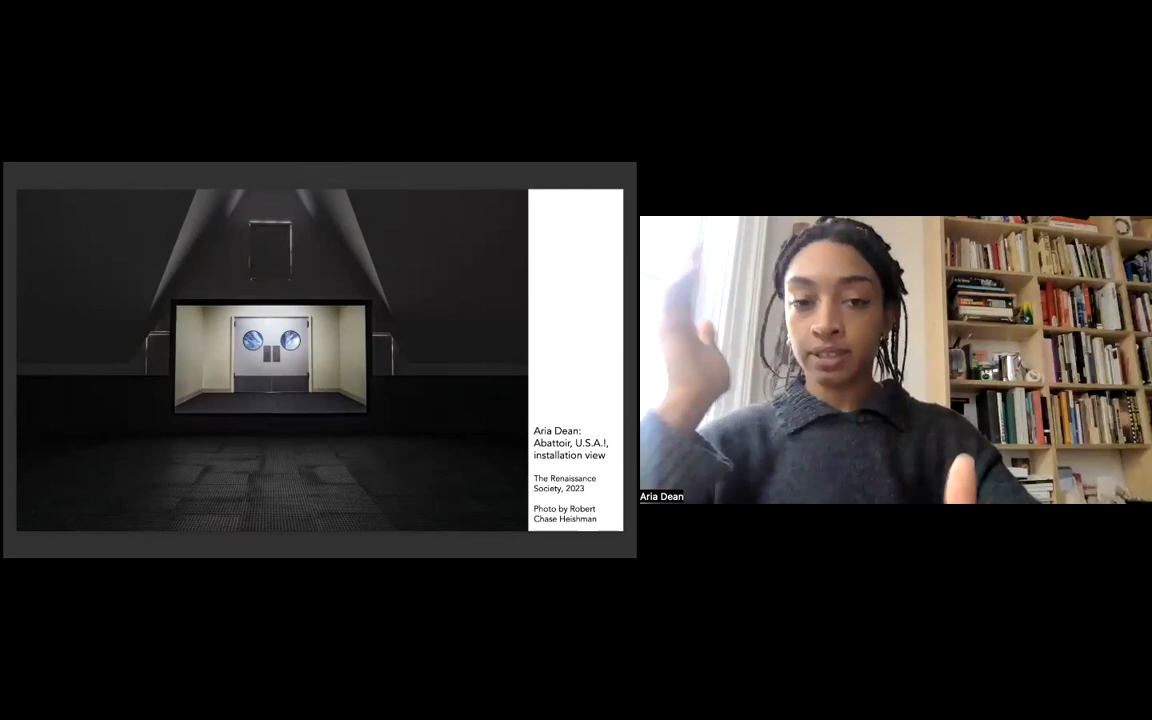 Aria Dean:
Abattoir, U.S.A.!,
installation view
The Renaissance
Society, 2023
Photo by Robert
Chase Heishman
Aria Dean